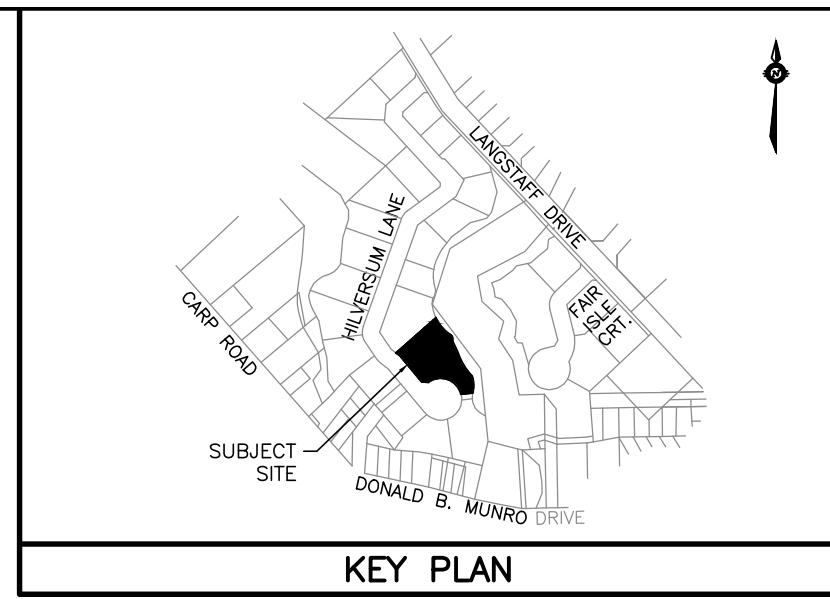 N
LANGSTAFF DRIVE
HILVERSUM LANE
FAIR
ISLE
CRT.
CARP ROAD
SUBJECT
SITE
DONALD B. MUNRO DRIVE
KEY PLAN